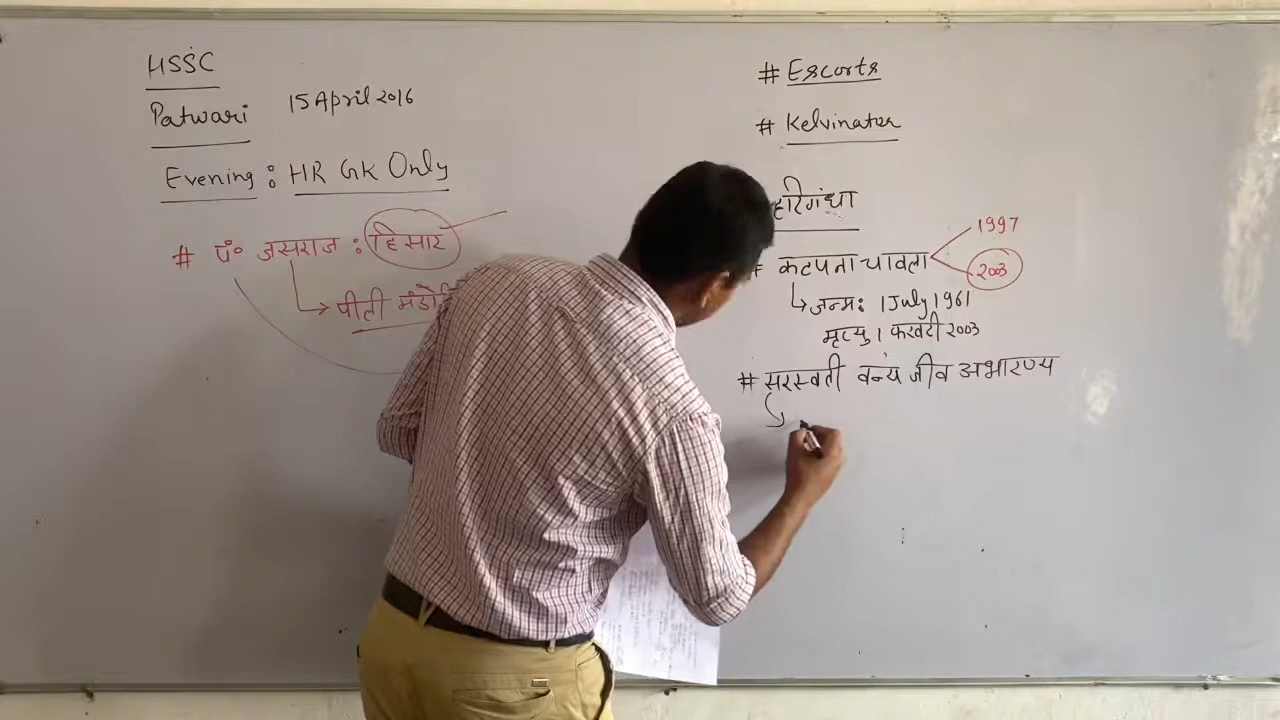 HSSC
Patwari 15 April 2016
Evening : HR GK Only
# पं० जसराज : हिसार
→ पीली मंडो
# Escorts
# Kelvinator
हरिगंधा
# कल्पना चावला
1997
2003
जन्म : 1 July 1961
मृत्यु 1 फरवरी 2003
# सरस्वती वन्य जीव अभारण्य